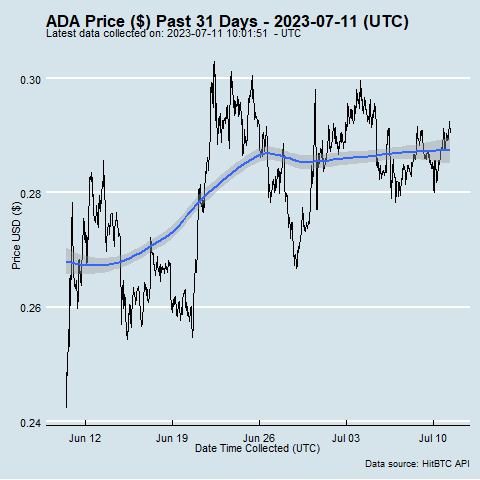 ADA Price ($) Past 31 Days - 2023-07-11 (UTC)
Latest data collected on: 2023-07-11 10:01:51 - UTC
Price USD ($)
0.30
0.28
0.26
0.24
Jun 12 Jun 19 Jun 26 Jul 03 Jul 10
Date Time Collected (UTC)
Data source: HitBTC API